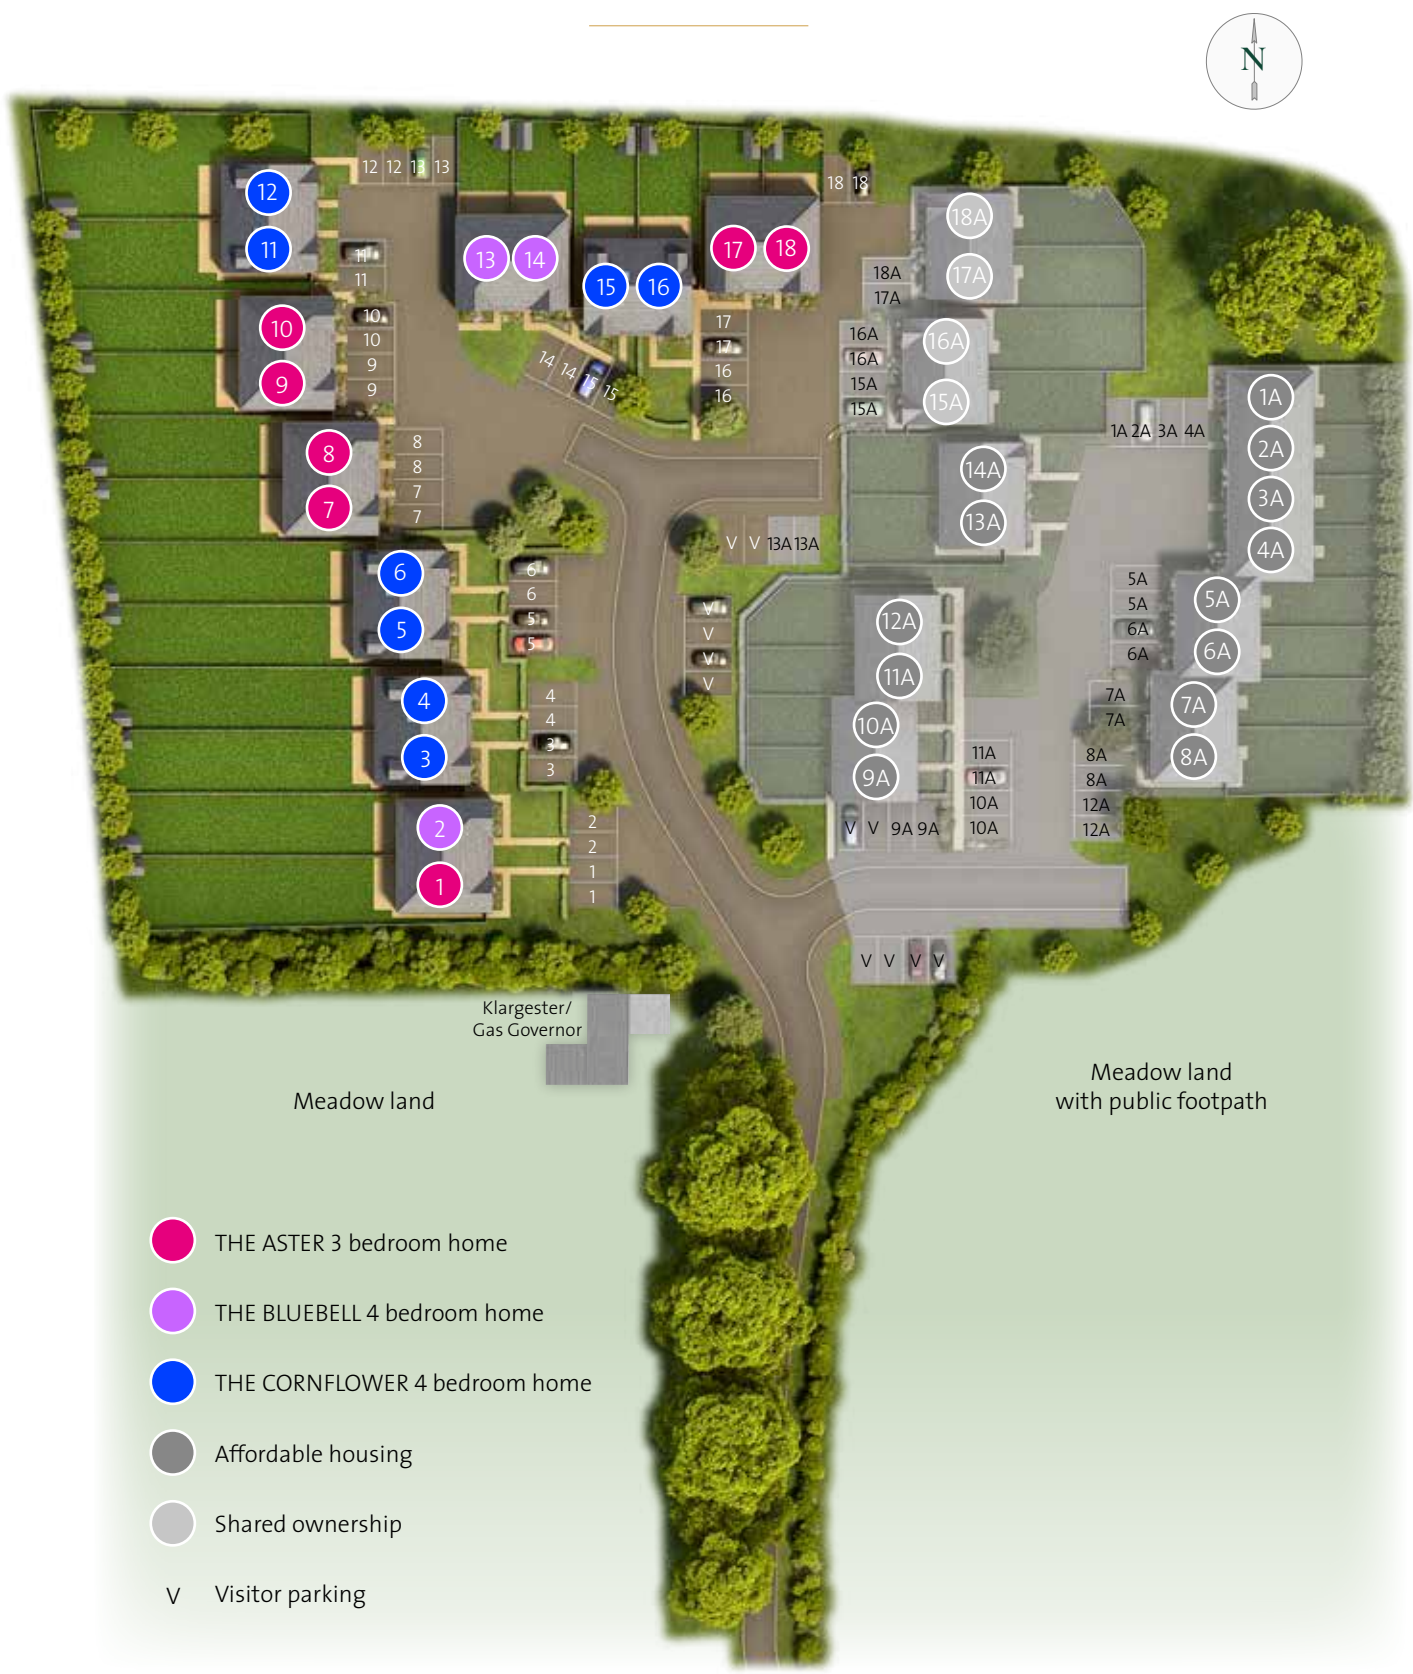 N
12 12 13 13
18 18
12
11
18A
17A
11
11
13 14
17 18
15 16
18A
17A
10
9
10
10
9
9
17
17
16
16
14 14 15 15
16A
16A
15A
15A
16A
15A
1A
2A
3A
4A
1A 2A 3A 4A
8
7
8
8
7
7
14A
13A
V V 13A 13A
6
5
6
6
5
5
V
V
V
V
12A
11A
10A
9A
5A
5A
6A
6A
5A
6A
7A
7A
7A
8A
4
3
4
4
3
3
11A
11A
10A
10A
8A
8A
12A
12A
2
1
2
2
1
1
V V 9A 9A
V V V V
Klargester/
Gas Governor
Meadow land
Meadow land
with public footpath
THE ASTER 3 bedroom home
THE BLUEBELL 4 bedroom home
THE CORNFLOWER 4 bedroom home
Affordable housing
Shared ownership
V Visitor parking